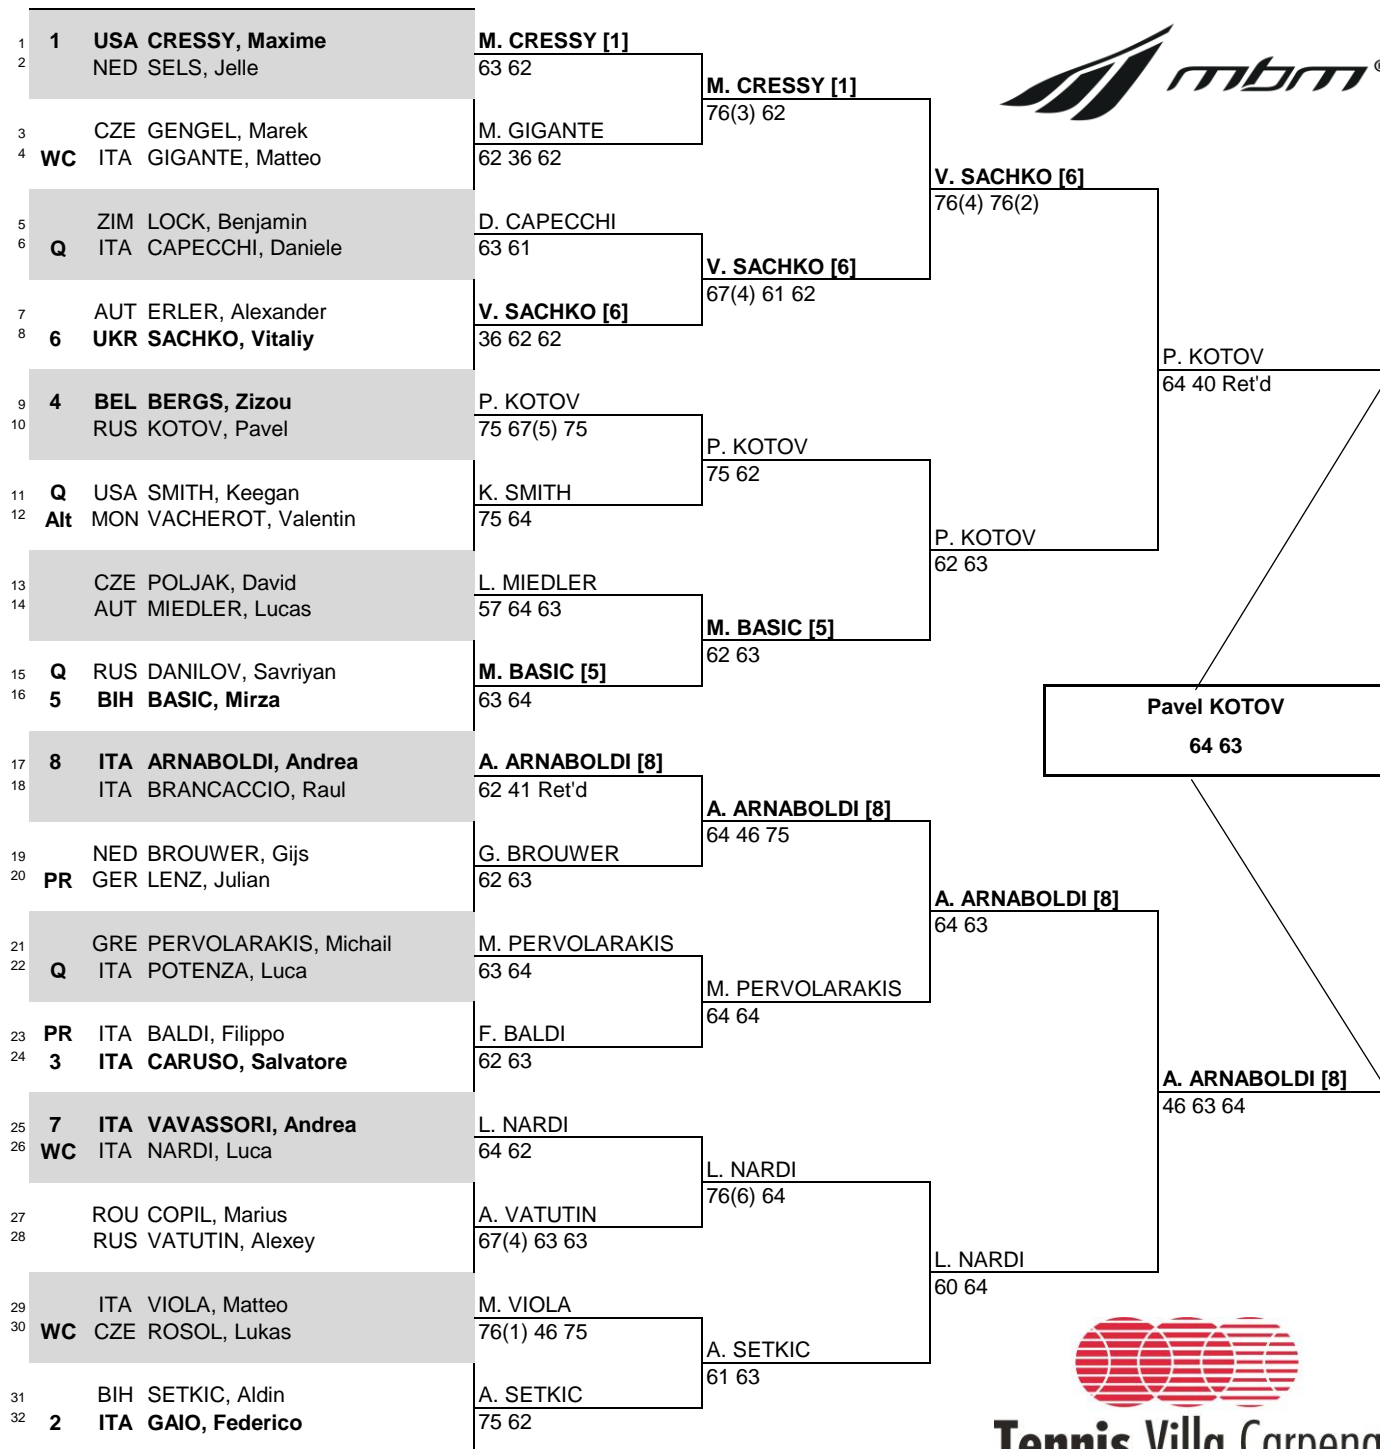 1 1 USA CRESSY, Maxime
2 NED SELS, Jelle
3 CZE GENGEL, Marek
4 WC ITA GIGANTE, Matteo
5 ZIM LOCK, Benjamin
6 Q ITA CAPECCHI, Daniele
7 AUT ERLER, Alexander
8 6 UKR SACHKO, Vitaliy
9 4 BEL BERGS, Zizou
10 RUS KOTOV, Pavel
11 Q USA SMITH, Keegan
12 Alt MON VACHEROT, Valentin
13 CZE POLJAK, David
14 AUT MIEDLER, Lucas
15 Q RUS DANILOV, Savriyan
16 5 BIH BASIC, Mirza
17 8 ITA ARNABOLDI, Andrea
18 ITA BRANCACCIO, Raul
19 NED BROUWER, Gijs
20 PR GER LENZ, Julian
21 GRE PERVOLARAKIS, Michail
22 Q ITA POTENZA, Luca
23 PR ITA BALDI, Filippo
24 3 ITA CARUSO, Salvatore
25 7 ITA VAVASSORI, Andrea
26 WC ITA NARDI, Luca
27 ROU COPIL, Marius
28 RUS VATUTIN, Alexey
29 ITA VIOLA, Matteo
30 WC CZE ROSOL, Lukas
31 BIH SETKIC, Aldin
32 2 ITA GAIO, Federico
M. CRESSY [1]
63 62
M. GIGANTE
62 36 62
D. CAPECCHI
63 61
V. SACHKO [6]
36 62 62
P. KOTOV
75 67(5) 75
K. SMITH
75 64
L. MIEDLER
57 64 63
M. BASIC [5]
63 64
A. ARNABOLDI [8]
62 41 Ret'd
G. BROUWER
62 63
M. PERVOLARAKIS
63 64
F. BALDI
62 63
L. NARDI
64 62
A. VATUTIN
67(4) 63 63
M. VIOLA
76(1) 46 75
A. SETKIC
75 62
M. CRESSY [1]
76(3) 62
V. SACHKO [6]
67(4) 61 62
P. KOTOV
75 62
M. BASIC [5]
62 63
A. ARNABOLDI [8]
64 46 75
M. PERVOLARAKIS
64 64
L. NARDI
76(6) 64
A. SETKIC
61 63
V. SACHKO [6]
76(4) 76(2)
P. KOTOV
62 63
A. ARNABOLDI [8]
64 63
L. NARDI
60 64
P. KOTOV
64 40 Ret'd
A. ARNABOLDI [8]
46 63 64
Pavel KOTOV
64 63
mbm®
Tennis Villa Carpena